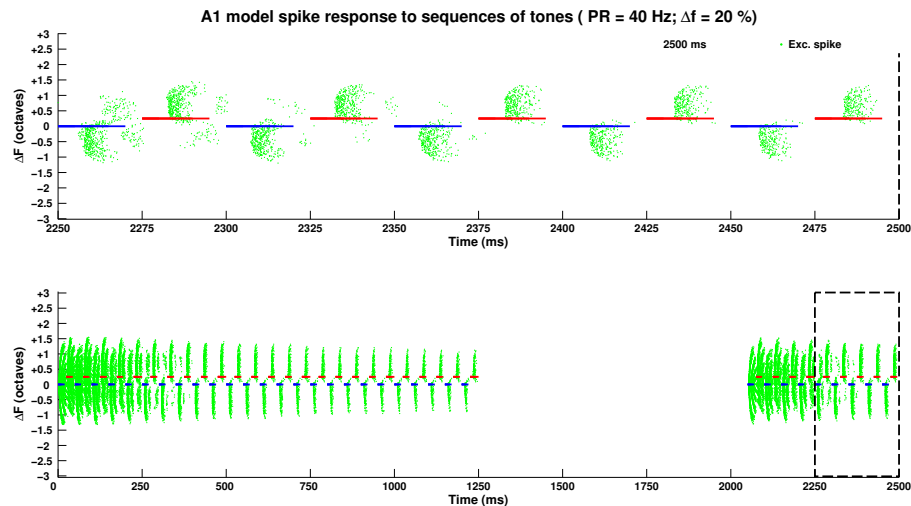 A1 model spike response to sequences of tones ( PR = 40 Hz; Δf = 20 %)
2500 ms
Exc. spike
ΔF (octaves)
+3
+2.5
+2
+1.5
+1
+0.5
0
-0.5
-1
-1.5
-2
-2.5
-3
2250 2275 2300 2325 2350 1375 2400 2425 2450 2475 2500
Time (ms)
ΔF (octaves)
+3
+2.5
+2
+1.5
+1
+0.5
0
-0.5
-1
-1.5
-2
-2.5
-3
0 250 500 750 1000 1250 1500 1750 2000 2250 2500
Time (ms)